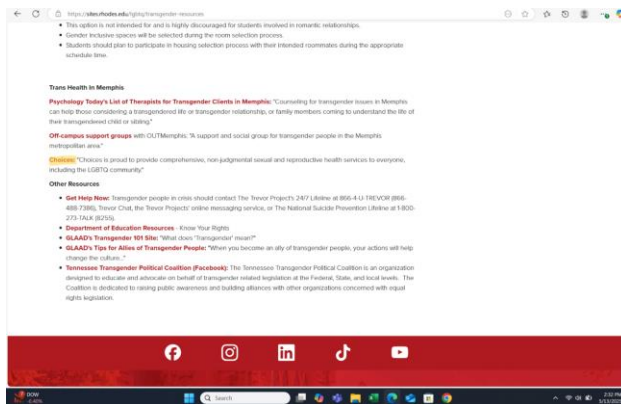 https://sites.rhodes.edu/lgbtq/transgender-resources
This option is not intended for and is highly discouraged for students involved in romantic relationships.
Gender Inclusive spaces will be selected during the room selection process.
Students should plan to participate in housing selection process with their intended roommates during the appropriate
schedule time.
Trans Health in Memphis
Psychology Today's List of Therapists for Transgender Clients in Memphis: "Counseling for transgender issues in Memphis
can help those considering a transgendered life or transgender relationship, or family members coming to understand the life of
their transgendered child or sibling."
Off-campus support groups with OUTMemphis: "A support and social group for transgender people in the Memphis
metropolitan area."
Choices: "Choices is proud to provide comprehensive, non-judgmental sexual and reproductive health services to everyone,
including the LGBTQ community."
Other Resources
Get Help Now: Transgender people in crisis should contact The Trevor Project's 24/7 Lifeline at 866-4-U-TREVOR (866-
488-7386), Trevor Chat, the Trevor Projects' online messaging service, or The National Suicide Prevention Lifeline at 1-800-
273-TALK (8255).
Department of Education Resources - Know Your Rights
GLAAD's Transgender 101 Site: "What does 'Transgender' mean?"
GLAAD's Tips for Allies of Transgender People: "When you become an ally of transgender people, your actions will help
change the culture..."
Tennessee Transgender Political Coalition (Facebook): The Tennessee Transgender Political Coalition is an organization
designed to educate and advocate on behalf of transgender related legislation at the Federal, State, and local levels. The
Coalition is dedicated to raising public awareness and building alliances with other organizations concerned with equal
rights legislation.
DOW
Search
2:32 PM